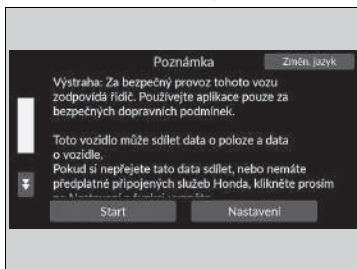 Poznámka
Změn. jazyk
Výstraha: Za bezpečný provoz tohoto vozu
zodpovídá řidič. Používejte aplikace pouze za
bezpečných dopravních podmínek.
Toto vozidlo může sdílet data o poloze a data
o vozidle.
Pokud si nepřejete tato data sdílet, nebo nemáte
předplatné připojených služeb Honda, klikněte prosím
Start
Nastavení